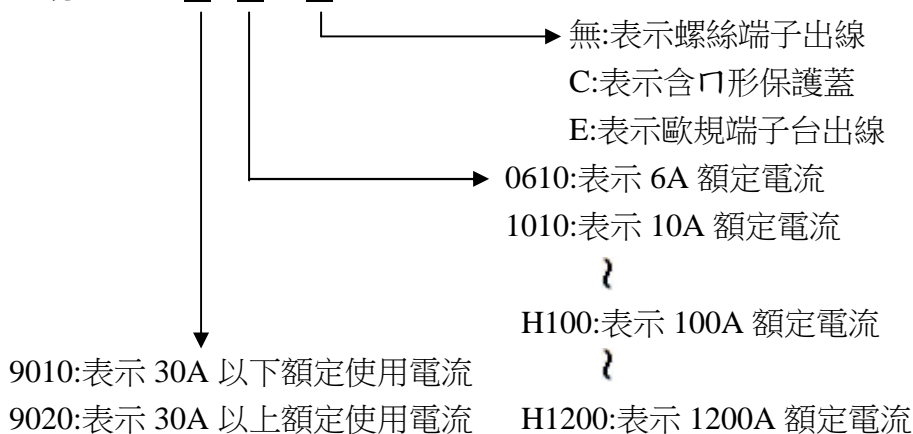 無:表示螺絲端子出線
C:表示含ㄇ形保護蓋
E:表示歐規端子台出線
0610:表示 6A 額定電流
1010:表示 10A 額定電流
~
H100:表示 100A 額定電流
9010:表示 30A 以下額定使用電流
~
9020:表示 30A 以上額定使用電流 H1200:表示 1200A 額定電流